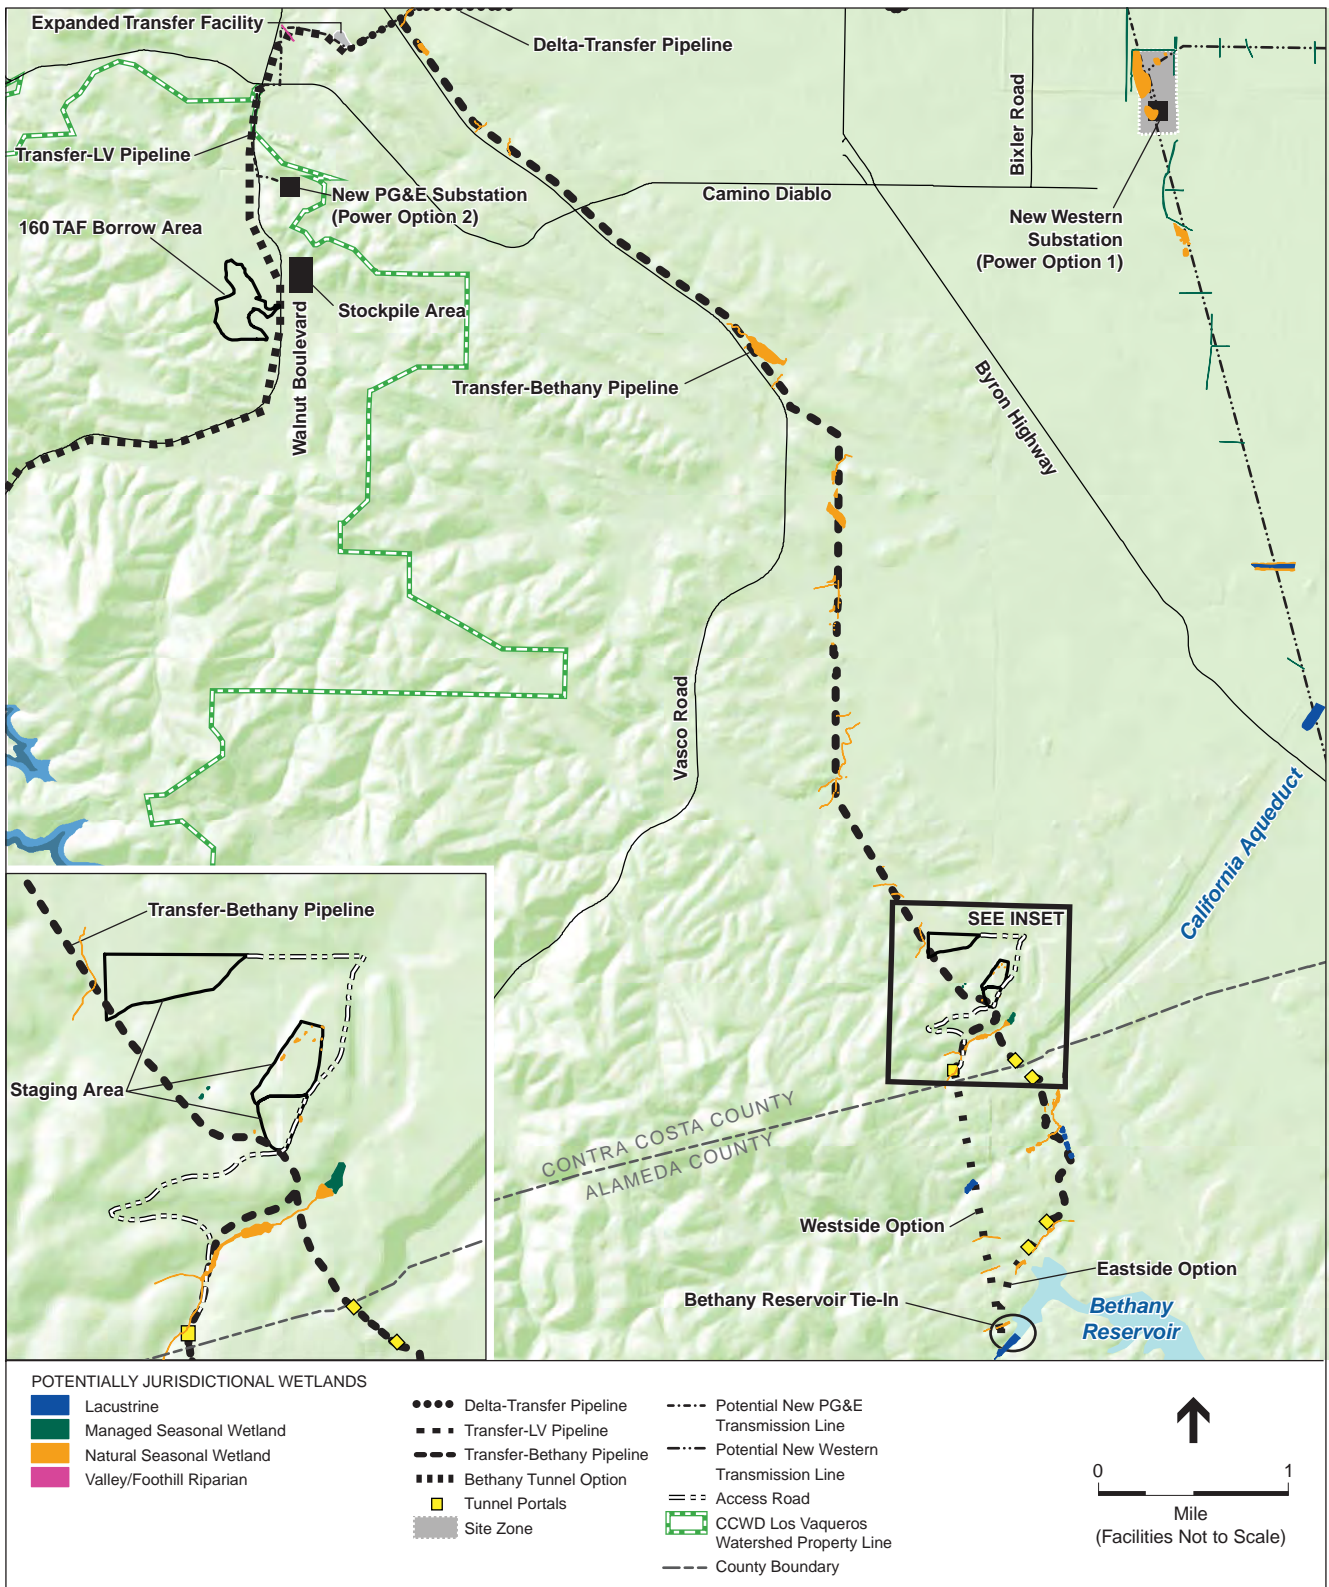 Expanded Transfer Facility
Delta-Transfer Pipeline
Bixler Road
Transfer-LV Pipeline
New PG&E Substation
(Power Option 2)
Camino Diablo
160 TAF Borrow Area
New Western
Substation
(Power Option 1)
Stockpile Area
Walnut Boulevard
Transfer-Bethany Pipeline
Byron Highway
Vasco Road
California Aqueduct
SEE INSET
Transfer-Bethany Pipeline
Staging Area
CONTRA COSTA COUNTY
ALAMEDA COUNTY
Westside Option
Eastside Option
Bethany Reservoir Tie-In
Bethany
Reservoir
POTENTIALLY JURISDICTIONAL WETLANDS
Lacustrine
Managed Seasonal Wetland
Natural Seasonal Wetland
Valley/Foothill Riparian
Delta-Transfer Pipeline
Transfer-LV Pipeline
Transfer-Bethany Pipeline
Bethany Tunnel Option
Tunnel Portals
Site Zone
Potential New PG&E
Transmission Line
Potential New Western
Transmission Line
Access Road
CCWD Los Vaqueros
Watershed Property Line
County Boundary
0 1
Mile
(Facilities Not to Scale)